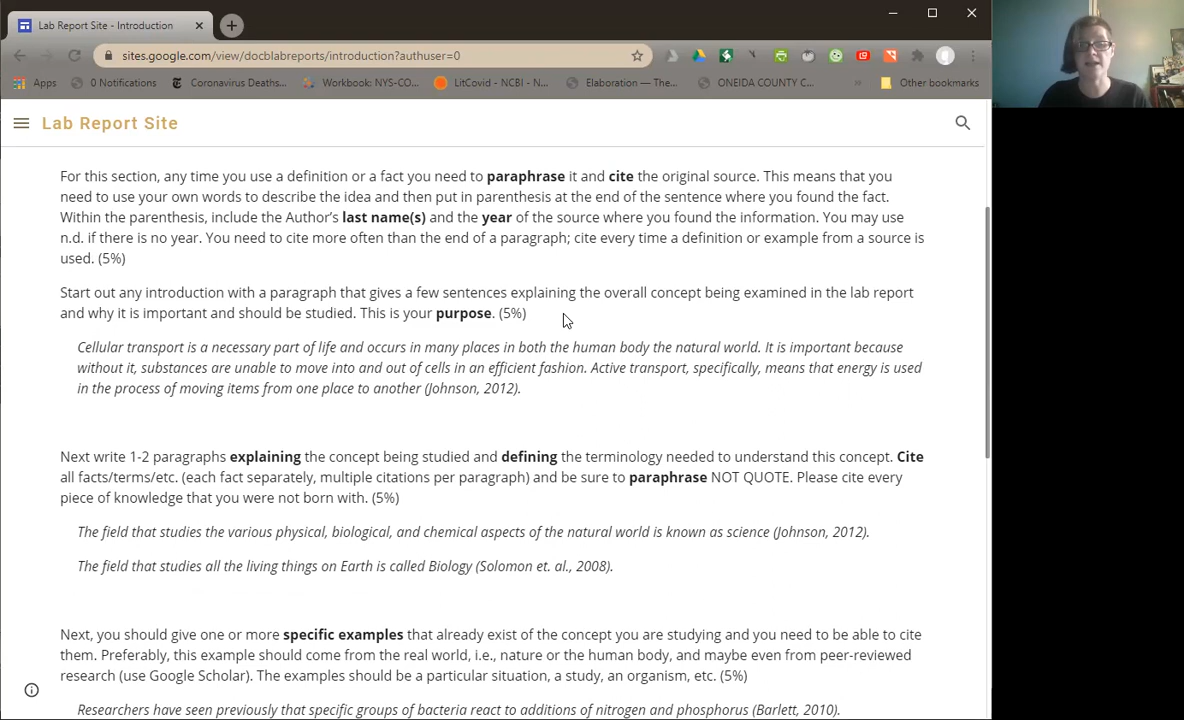 Lab Report Site - Introduction
sites.google.com/view/docblabreports/introduction?authuser=0
Apps 0 Notifications Coronavirus Deaths... Workbook: NYS-CO... LitCovid - NCBI - N... Elaboration — The... ONEIDA COUNTY C... » Other bookmarks
Lab Report Site
For this section, any time you use a definition or a fact you need to paraphrase it and cite the original source. This means that you
need to use your own words to describe the idea and then put in parenthesis at the end of the sentence where you found the fact.
Within the parenthesis, include the Author's last name(s) and the year of the source where you found the information. You may use
n.d. if there is no year. You need to cite more often than the end of a paragraph; cite every time a definition or example from a source is
used. (5%)
Start out any introduction with a paragraph that gives a few sentences explaining the overall concept being examined in the lab report
and why it is important and should be studied. This is your purpose. (5%)
Cellular transport is a necessary part of life and occurs in many places in both the human body the natural world. It is important because
without it, substances are unable to move into and out of cells in an efficient fashion. Active transport, specifically, means that energy is used
in the process of moving items from one place to another (Johnson, 2012).
Next write 1-2 paragraphs explaining the concept being studied and defining the terminology needed to understand this concept. Cite
all facts/terms/etc. (each fact separately, multiple citations per paragraph) and be sure to paraphrase NOT QUOTE. Please cite every
piece of knowledge that you were not born with. (5%)
The field that studies the various physical, biological, and chemical aspects of the natural world is known as science (Johnson, 2012).
The field that studies all the living things on Earth is called Biology (Solomon et. al., 2008).
Next, you should give one or more specific examples that already exist of the concept you are studying and you need to be able to cite
them. Preferably, this example should come from the real world, i.e., nature or the human body, and maybe even from peer-reviewed
research (use Google Scholar). The examples should be a particular situation, a study, an organism, etc. (5%)
Researchers have seen previously that specific groups of bacteria react to additions of nitrogen and phosphorus (Barlett, 2010).